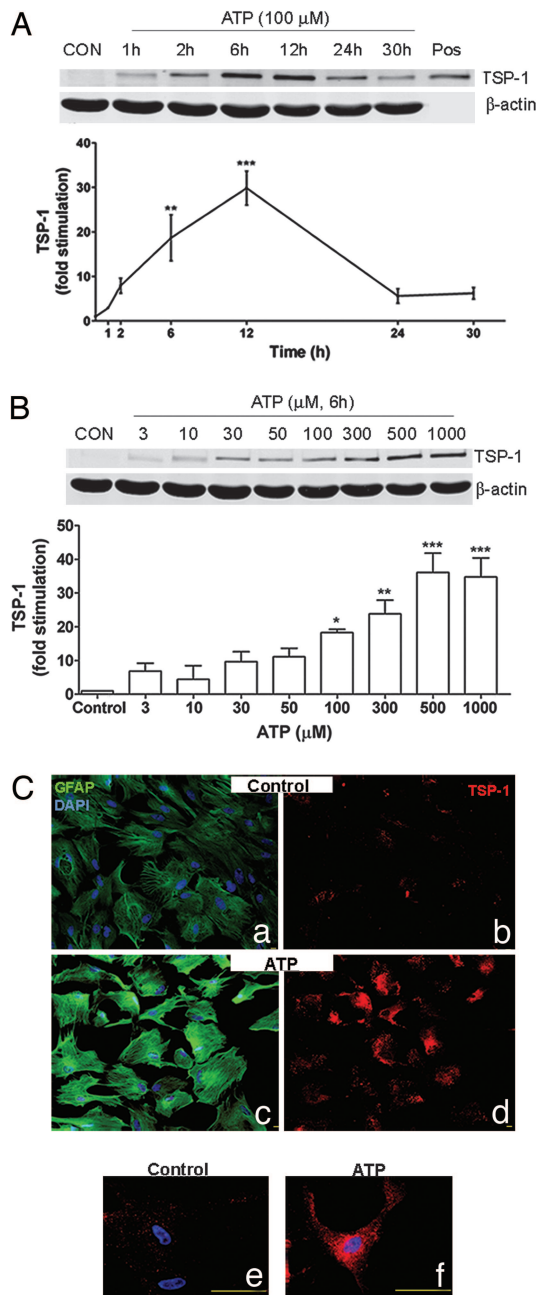 A
ATP (100 μM)
CON 1h 2h 6h 12h 24h 30h Pos
TSP-1
β-actin
TSP-1
(fold stimulation)
40
30
20
10
0
** ***
1 2 6 12 24 30
Time (h)
B
ATP (μM, 6h)
CON 3 10 30 50 100 300 500 1000
TSP-1
β-actin
TSP-1
(fold stimulation)
50
40
30
20
10
0
* ** *** ***
Control 3 10 30 50 100 300 500 1000
ATP (μM)
C
Control
GFAP
DAPI
TSP-1
a b
ATP
c d
Control ATP
e f